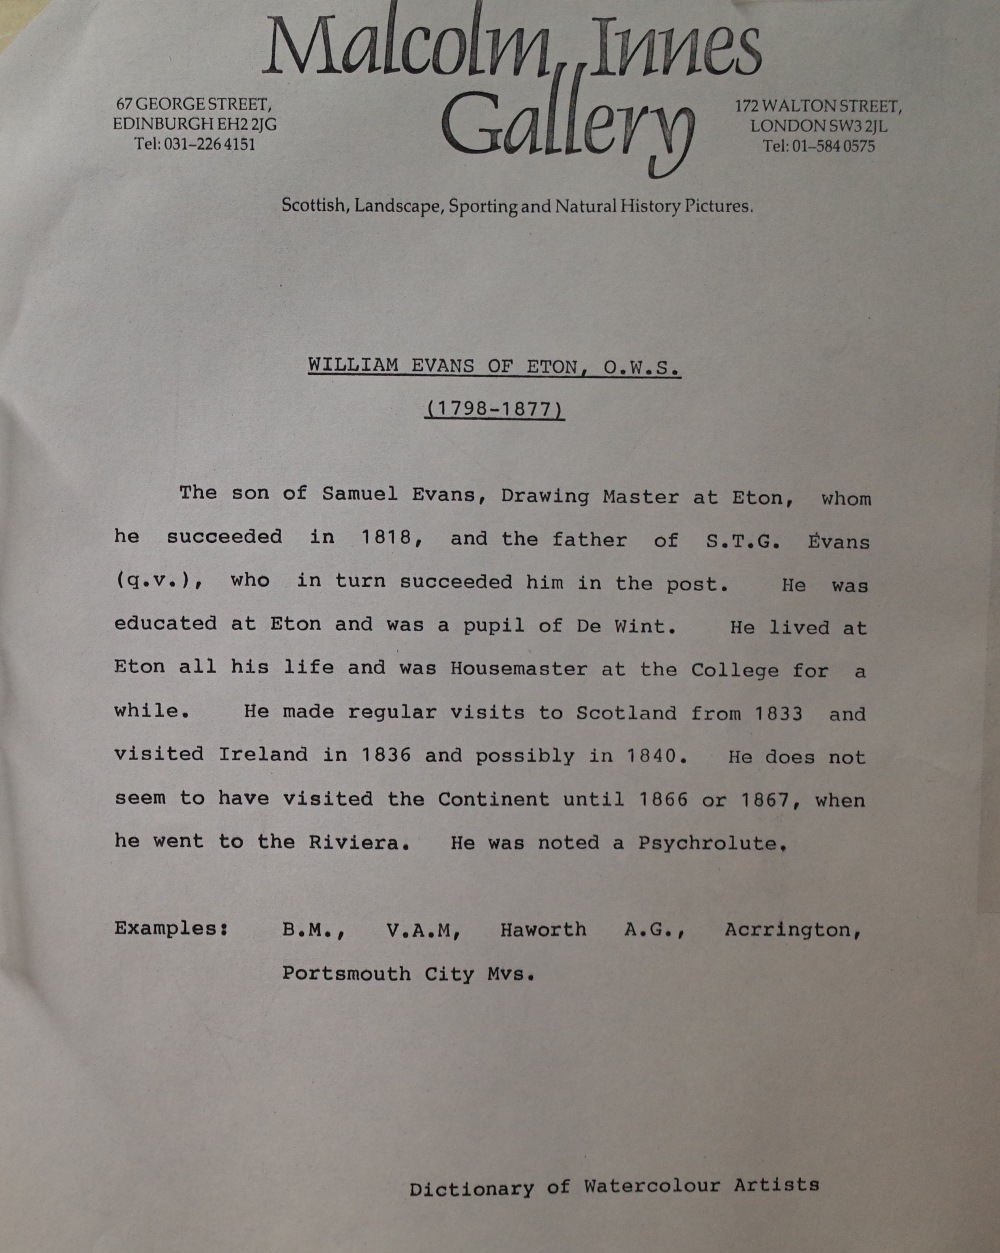 Malcolm Innes
Gallery
67 GEORGE STREET,
EDINBURGH EH2 2JG
Tel: 031–226 4151
172 WALTON STREET,
LONDON SW3 2JL
Tel: 01–584 0575
Scottish, Landscape, Sporting and Natural History Pictures.
WILLIAM EVANS OF ETON, O.W.S.
(1798-1877)
The son of Samuel Evans, Drawing Master at Eton, whom
he succeeded in 1818, and the father of S.T.G. Evans
(q.v.), who in turn succeeded him in the post. He was
educated at Eton and was a pupil of De Wint. He lived at
Eton all his life and was Housemaster at the College for a
while. He made regular visits to Scotland from 1833 and
visited Ireland in 1836 and possibly in 1840. He does not
seem to have visited the Continent until 1866 or 1867, when
he went to the Riviera. He was noted a Psychrolute.
Examples: B.M., V.A.M, Haworth A.G., Acrrington,
Portsmouth City Mvs.
Dictionary of Watercolour Artists